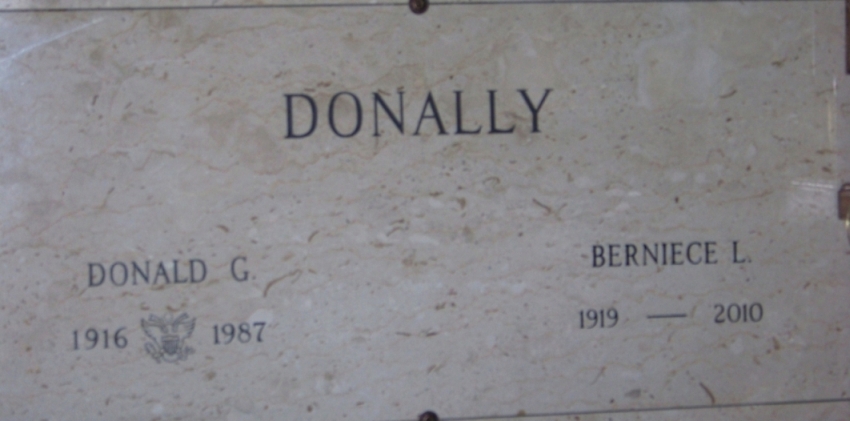 DONALLY
DONALD G.
1916 1987
BERNIECE L.
1919 — 2010